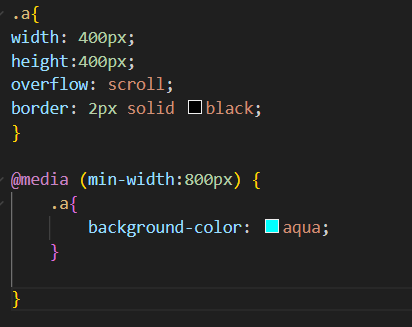 .a{
width: 400px;
height:400px;
overflow: scroll;
border: 2px solid black;
}
@media (min-width:800px) {
.a{
background-color: aqua;
}
}